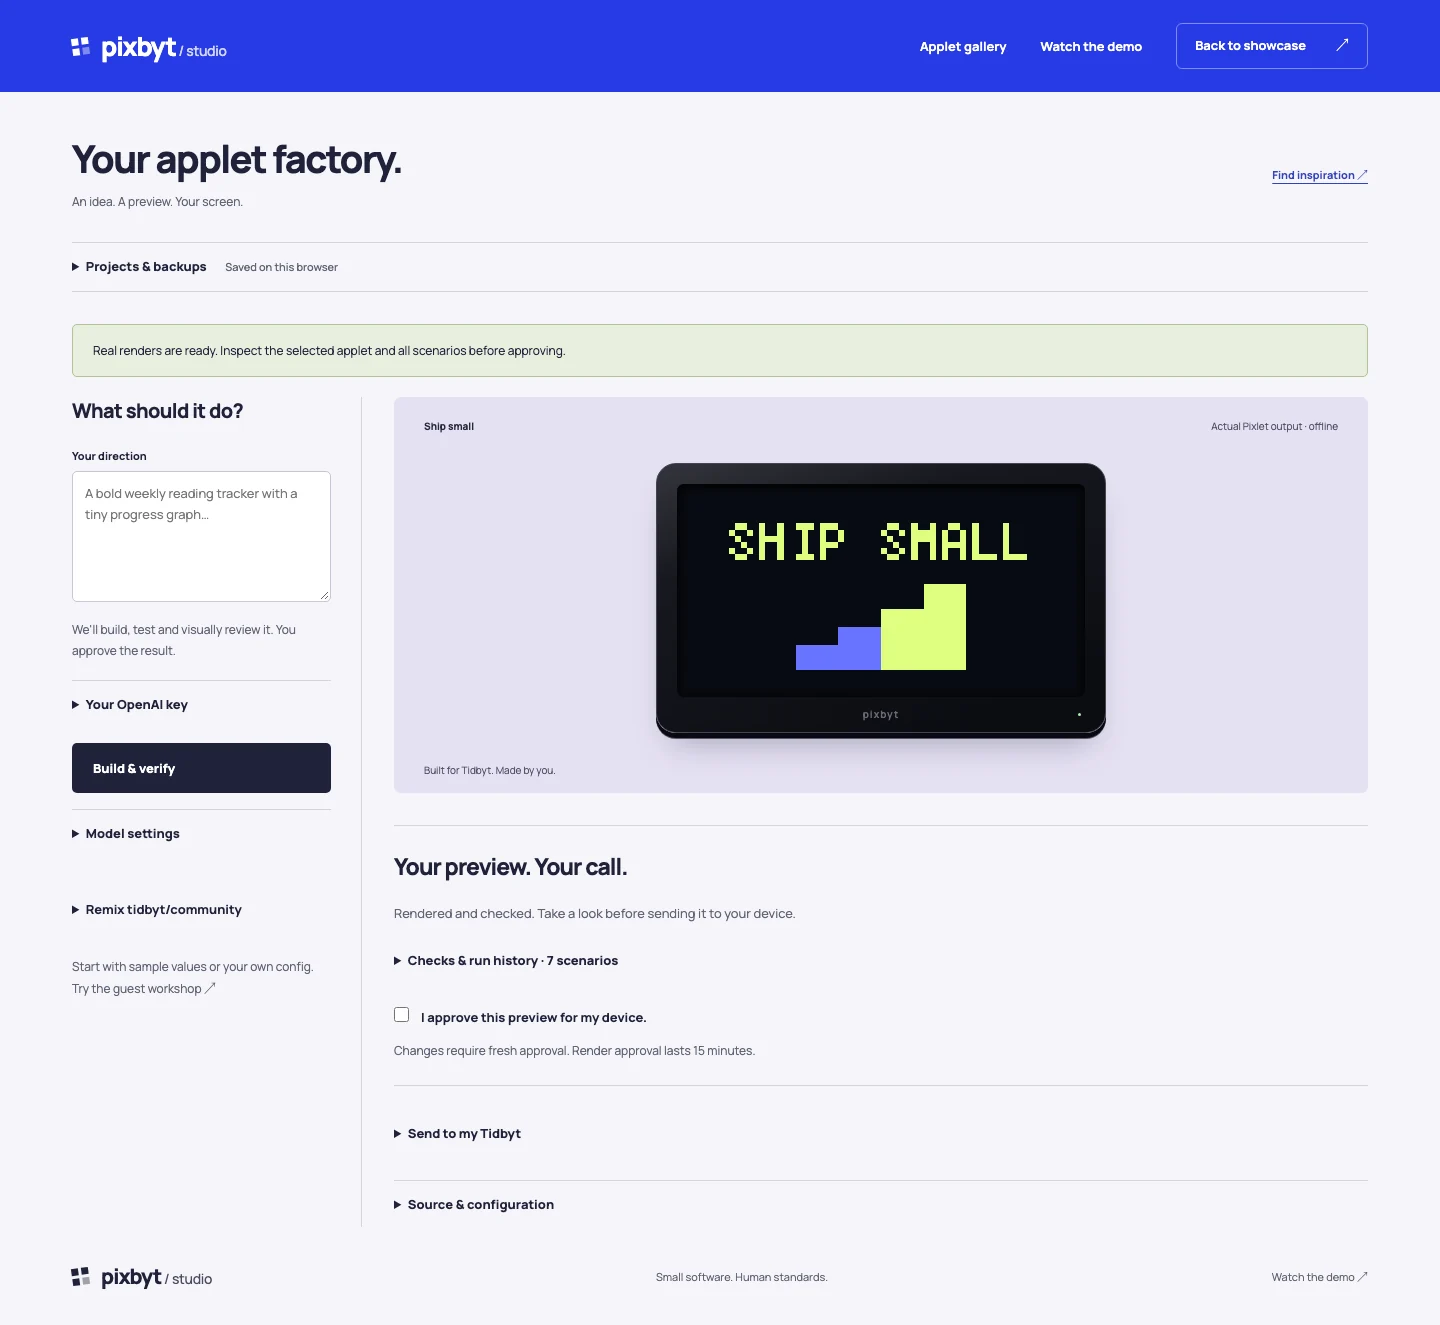 pixbyt / studio
Applet gallery
Watch the demo
Back to showcase ↗
Your applet factory.
An idea. A preview. Your screen.
Find inspiration ↗
Projects & backups
Saved on this browser
Real renders are ready. Inspect the selected applet and all scenarios before approving.
What should it do?
Your direction
A bold weekly reading tracker with a
tiny progress graph…
We'll build, test and visually review it. You
approve the result.
Your OpenAI key
Build & verify
Model settings
Remix tidbyt/community
Start with sample values or your own config.
Try the guest workshop ↗
Ship small
Actual Pixlet output · offline
SHIP SMALL
pixbyt
Built for Tidbyt. Made by you.
Your preview. Your call.
Rendered and checked. Take a look before sending it to your device.
Checks & run history · 7 scenarios
I approve this preview for my device.
Changes require fresh approval. Render approval lasts 15 minutes.
Send to my Tidbyt
Source & configuration
pixbyt / studio
Small software. Human standards.
Watch the demo ↗